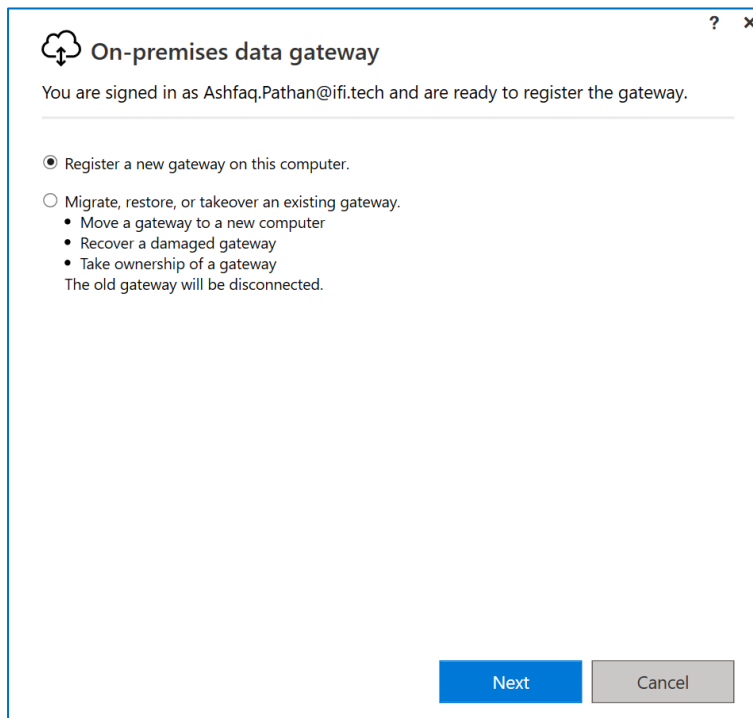 ? ×
On-premises data gateway
You are signed in as Ashfaq.Pathan@ifi.tech and are ready to register the gateway.
Register a new gateway on this computer.
Migrate, restore, or takeover an existing gateway.
• Move a gateway to a new computer
• Recover a damaged gateway
• Take ownership of a gateway
The old gateway will be disconnected.
Next Cancel